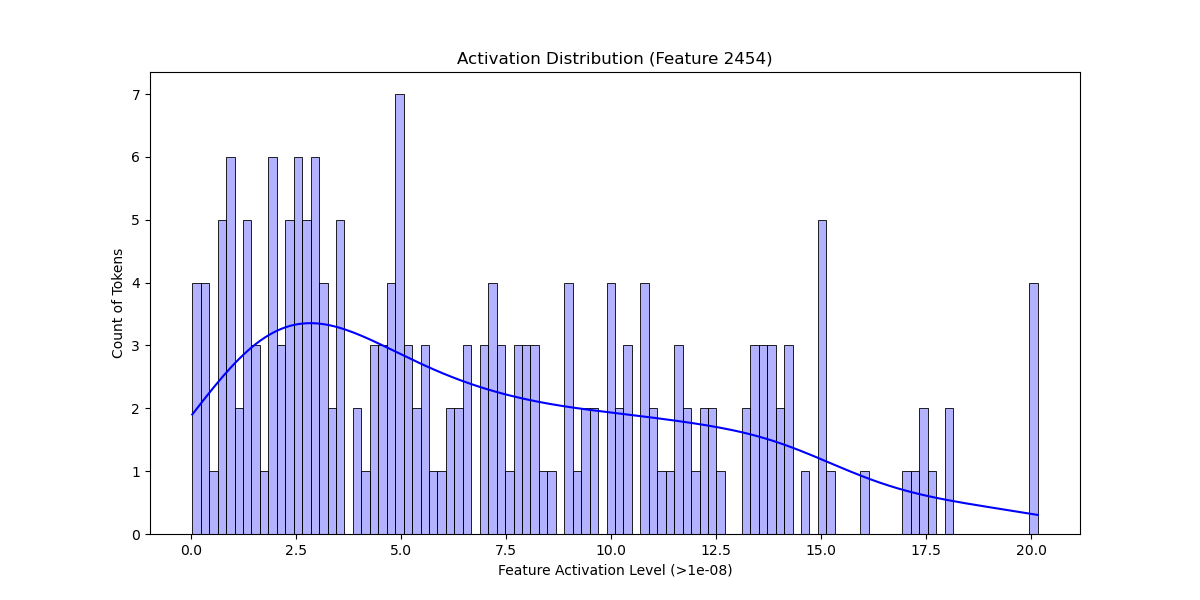 Activation Distribution (Feature 2454)
Count of Tokens
7
6
5
4
3
2
1
0
0.0 2.5 5.0 7.5 10.0 12.5 15.0 17.5 20.0
Feature Activation Level (>1e-08)